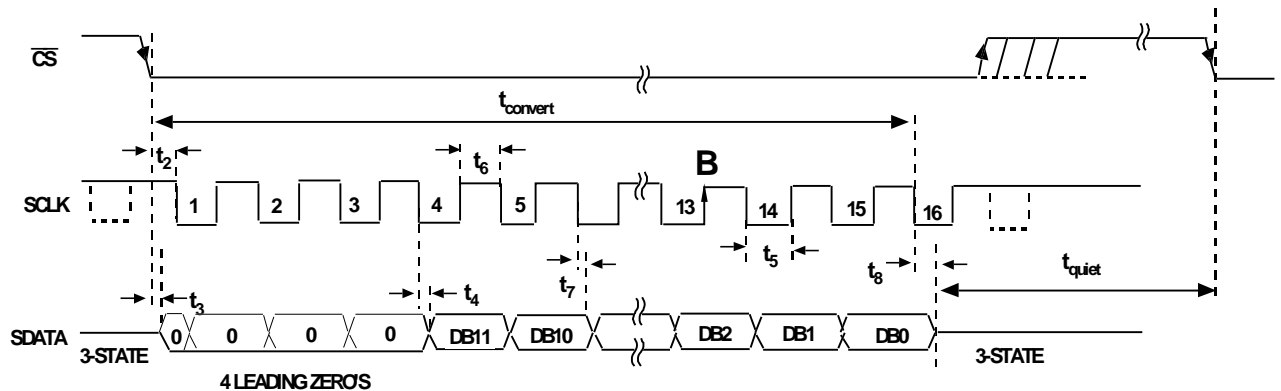 CS
tconvert
t2
t6
B
SCLK
1 2 3 4 5 13 14 15 16
t5
t8
tquiet
t3
t4
t7
SDATA
0 0 0 0 DB11 DB10 DB2 DB1 DB0
3-STATE 3-STATE
4 LEADING ZERO'S